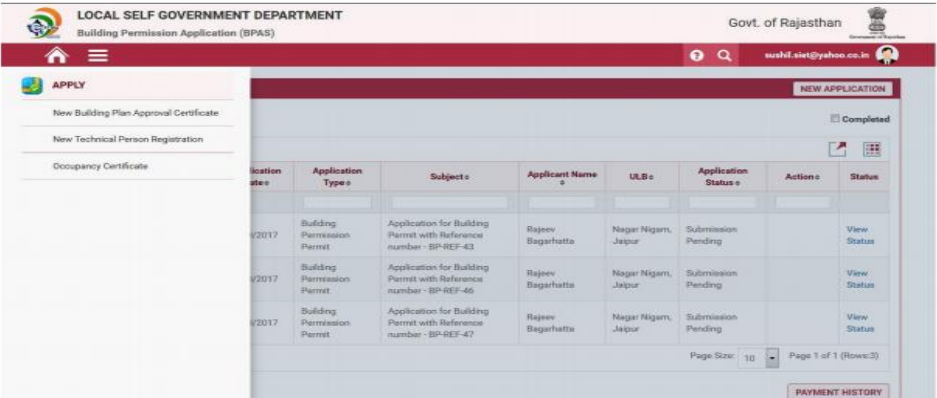 LOCAL SELF GOVERNMENT DEPARTMENT
Building Permission Application (BPAS)
Govt. of Rajasthan
sushil.siet@yahoo.co.in
APPLY
NEW APPLICATION
New Building Plan Approval Certificate
Completed
New Technical Person Registration
Occupancy Certificate
Application Type
Subject
Applicant Name
ULB
Application Status
Action
Status
/2017
Building Permission Permit
Application for Building Permit with Reference number - BP-REF-43
Rajeev Bagarhatta
Nagar Nigam, Jaipur
Submission Pending
View Status
/2017
Building Permission Permit
Application for Building Permit with Reference number - BP-REF-46
Rajeev Bagarhatta
Nagar Nigam, Jaipur
Submission Pending
View Status
/2017
Building Permission Permit
Application for Building Permit with Reference number - BP-REF-47
Rajeev Bagarhatta
Nagar Nigam, Jaipur
Submission Pending
View Status
Page Size: 10
Page 1 of 1 (Rows:3)
PAYMENT HISTORY